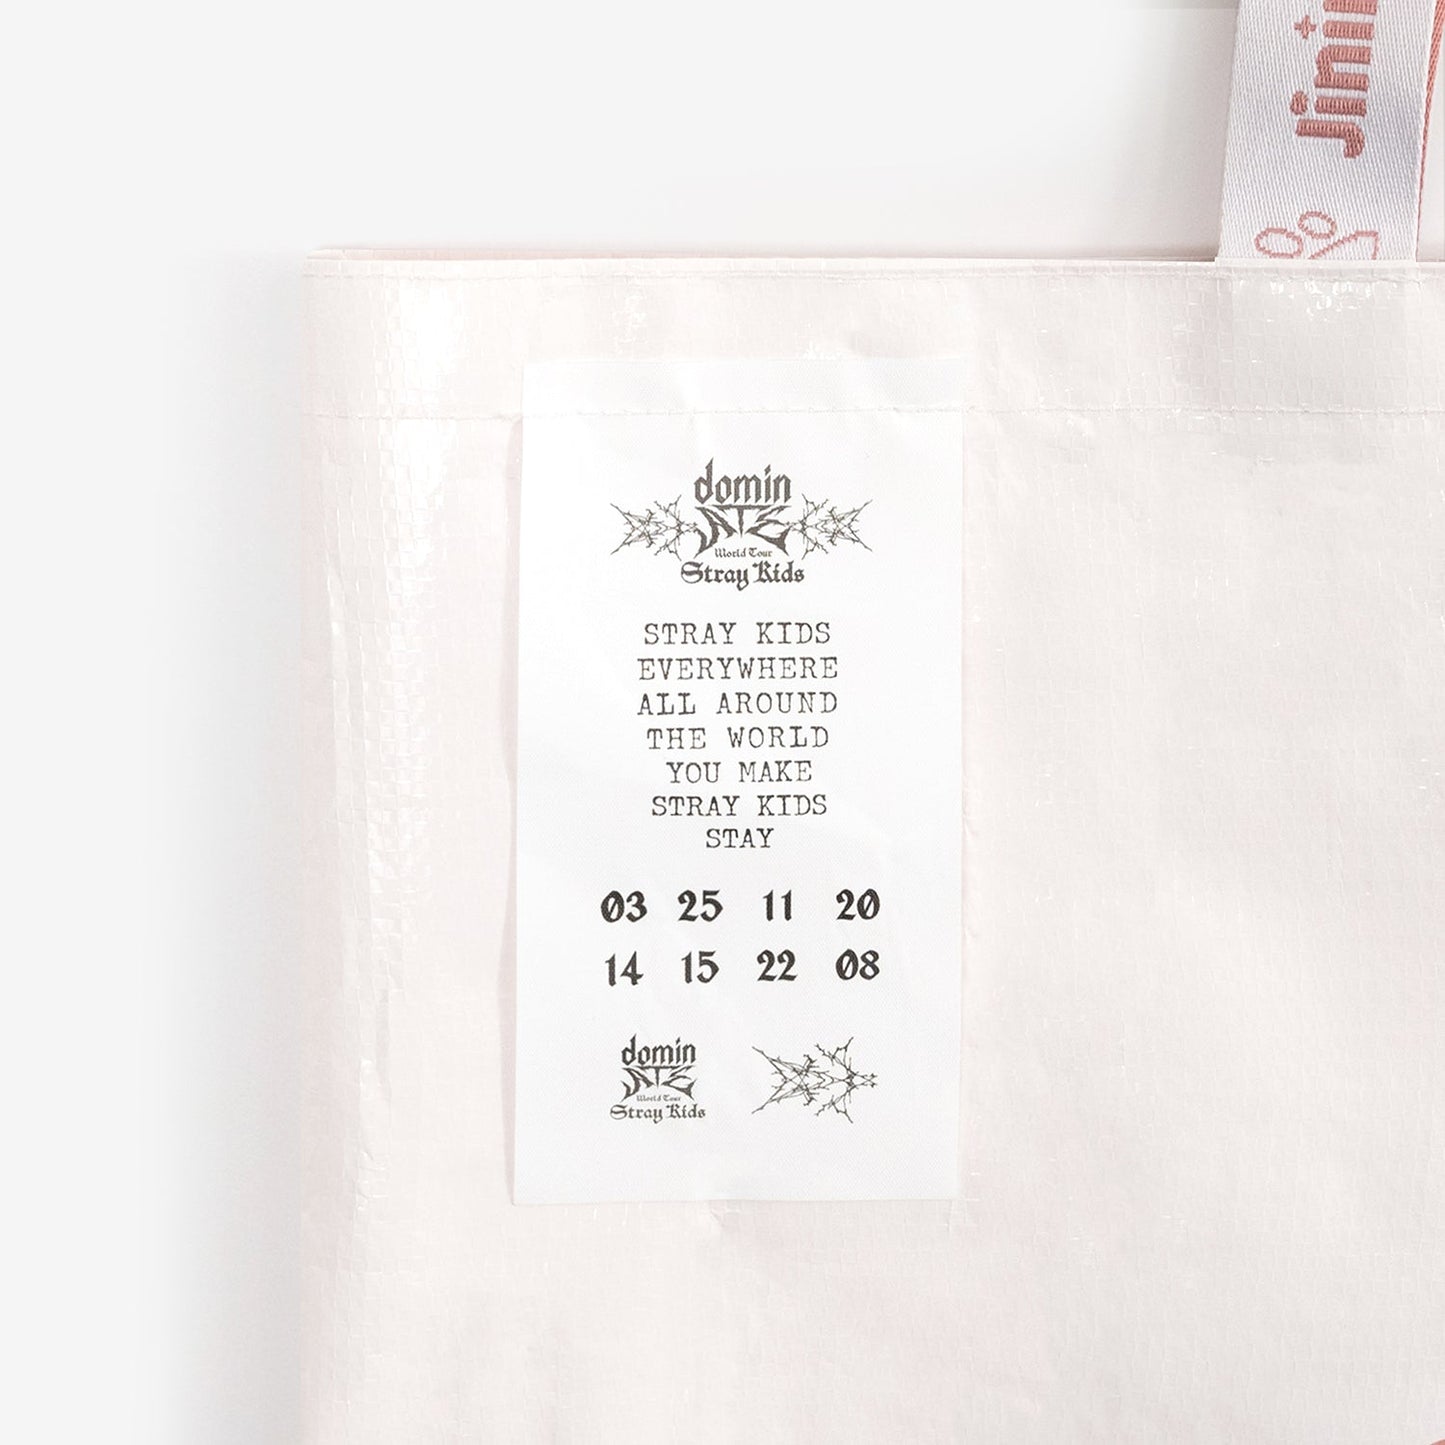 Jinir
domin
ATE
World Tour
Stray Kids
STRAY KIDS
EVERYWHERE
ALL AROUND
THE WORLD
YOU MAKE
STRAY KIDS
STAY
03 25 11 20
14 15 22 08
domin
ATE
World Tour
Stray Kids